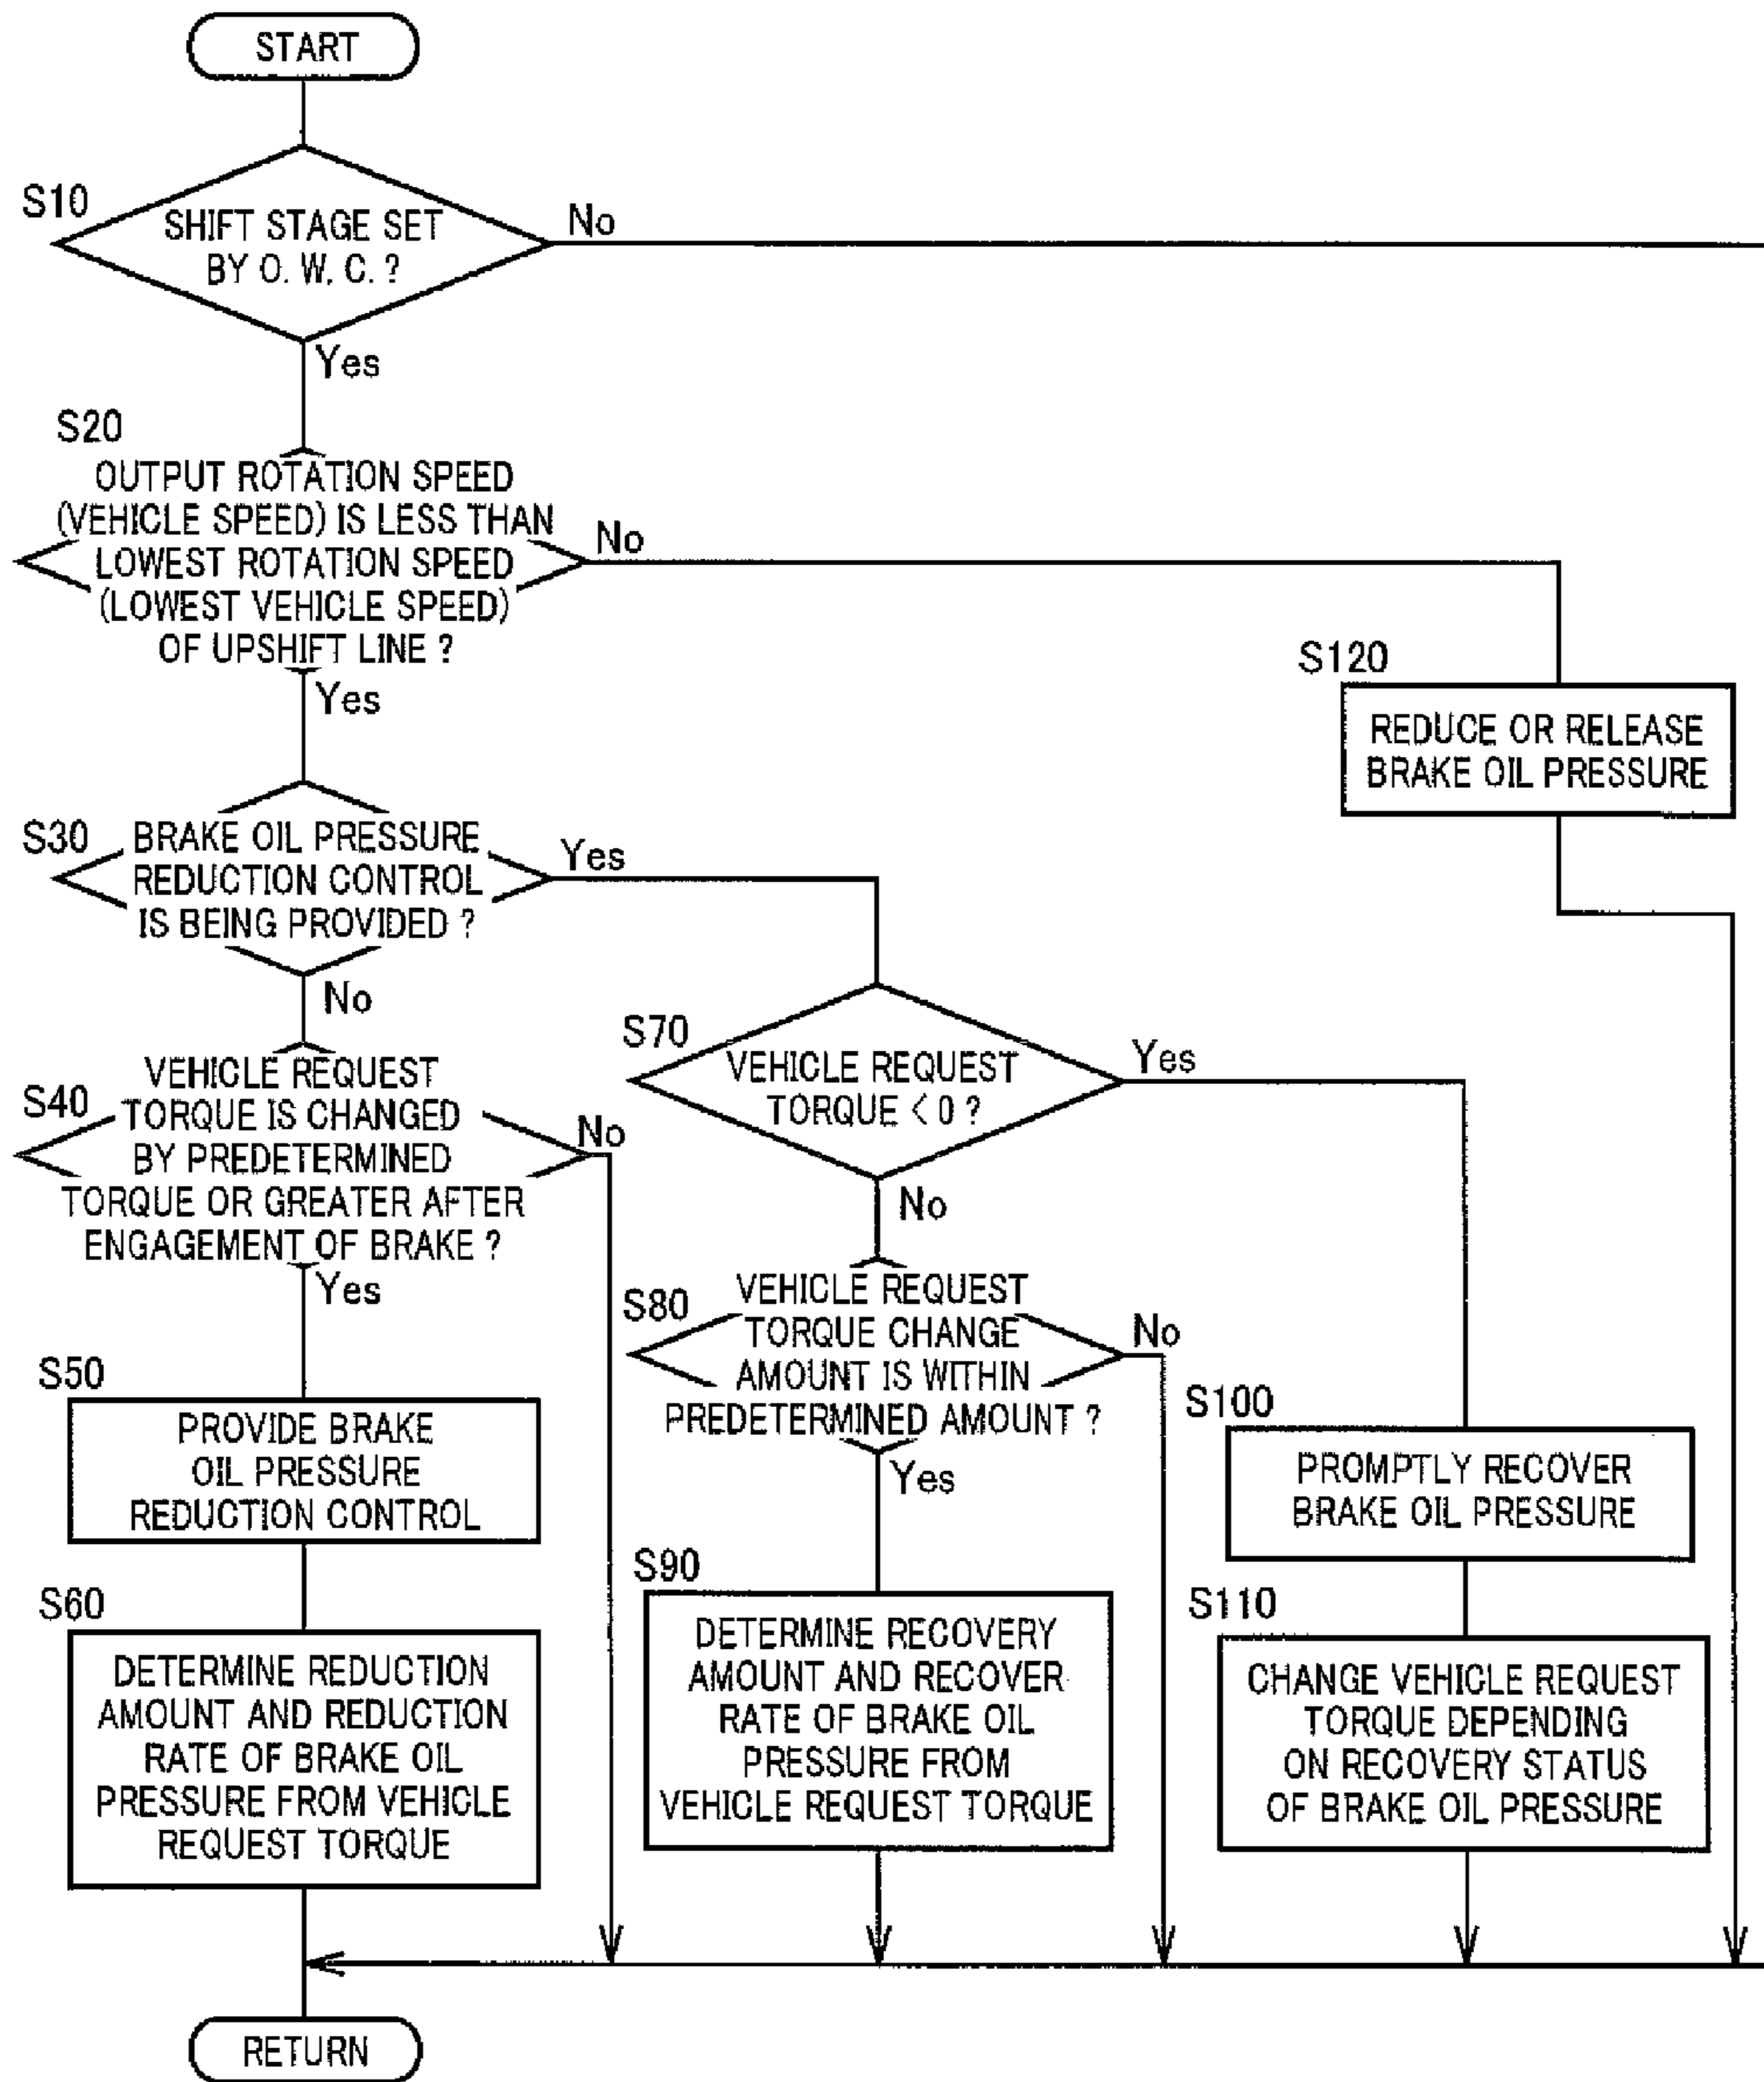 START
S10
SHIFT STAGE SET
BY O. W. C. ?
No
Yes
S20
OUTPUT ROTATION SPEED
(VEHICLE SPEED) IS LESS THAN
LOWEST ROTATION SPEED
(LOWEST VEHICLE SPEED)
OF UPSHIFT LINE ?
No
Yes
S120
REDUCE OR RELEASE
BRAKE OIL PRESSURE
S30
BRAKE OIL PRESSURE
REDUCTION CONTROL
IS BEING PROVIDED ?
Yes
No
S40
VEHICLE REQUEST
TORQUE IS CHANGED
BY PREDETERMINED
TORQUE OR GREATER AFTER
ENGAGEMENT OF BRAKE ?
No
Yes
S70
VEHICLE REQUEST
TORQUE < 0 ?
Yes
No
S80
VEHICLE REQUEST
TORQUE CHANGE
AMOUNT IS WITHIN
PREDETERMINED AMOUNT ?
No
Yes
S50
PROVIDE BRAKE
OIL PRESSURE
REDUCTION CONTROL
S100
PROMPTLY RECOVER
BRAKE OIL PRESSURE
S60
DETERMINE REDUCTION
AMOUNT AND REDUCTION
RATE OF BRAKE OIL
PRESSURE FROM VEHICLE
REQUEST TORQUE
S90
DETERMINE RECOVERY
AMOUNT AND RECOVER
RATE OF BRAKE OIL
PRESSURE FROM
VEHICLE REQUEST TORQUE
S110
CHANGE VEHICLE REQUEST
TORQUE DEPENDING
ON RECOVERY STATUS
OF BRAKE OIL PRESSURE
RETURN